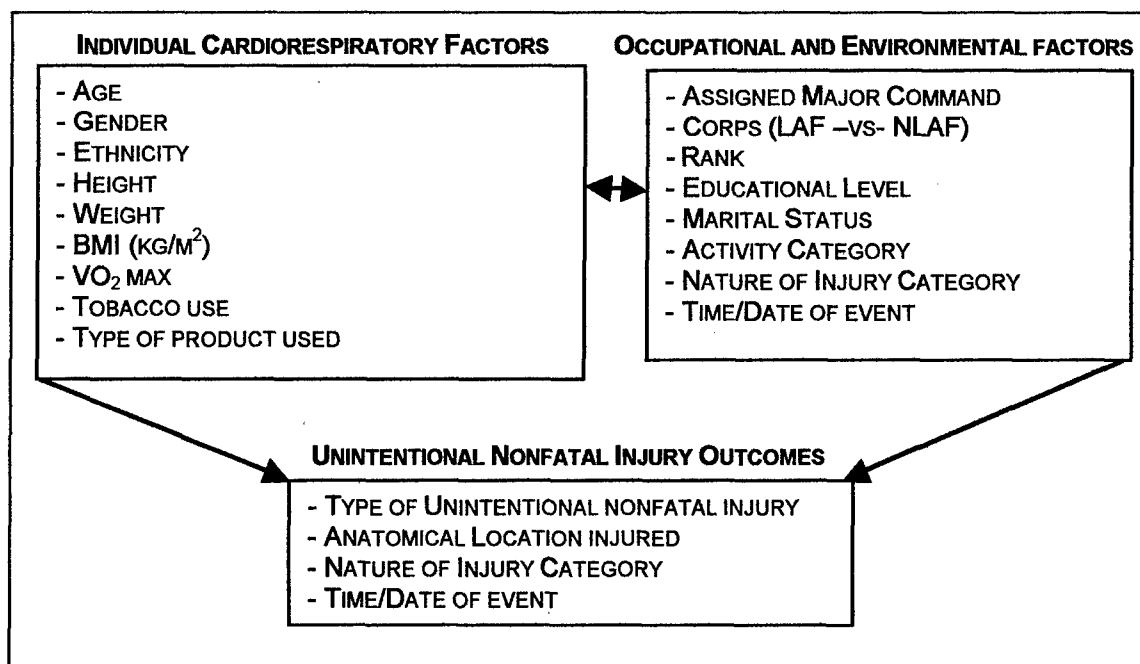 INDIVIDUAL CARDIORESPIRATORY FACTORS
- AGE
- GENDER
- ETHNICITY
- HEIGHT
- WEIGHT
- BMI (KG/M²)
- VO₂ MAX
- TOBACCO USE
- TYPE OF PRODUCT USED
OCCUPATIONAL AND ENVIRONMENTAL FACTORS
- ASSIGNED MAJOR COMMAND
- CORPS (LAF –VS- NLAF)
- RANK
- EDUCATIONAL LEVEL
- MARITAL STATUS
- ACTIVITY CATEGORY
- NATURE OF INJURY CATEGORY
- TIME/DATE OF EVENT
UNINTENTIONAL NONFATAL INJURY OUTCOMES
- TYPE OF UNINTENTIONAL NONFATAL INJURY
- ANATOMICAL LOCATION INJURED
- NATURE OF INJURY CATEGORY
- TIME/DATE OF EVENT